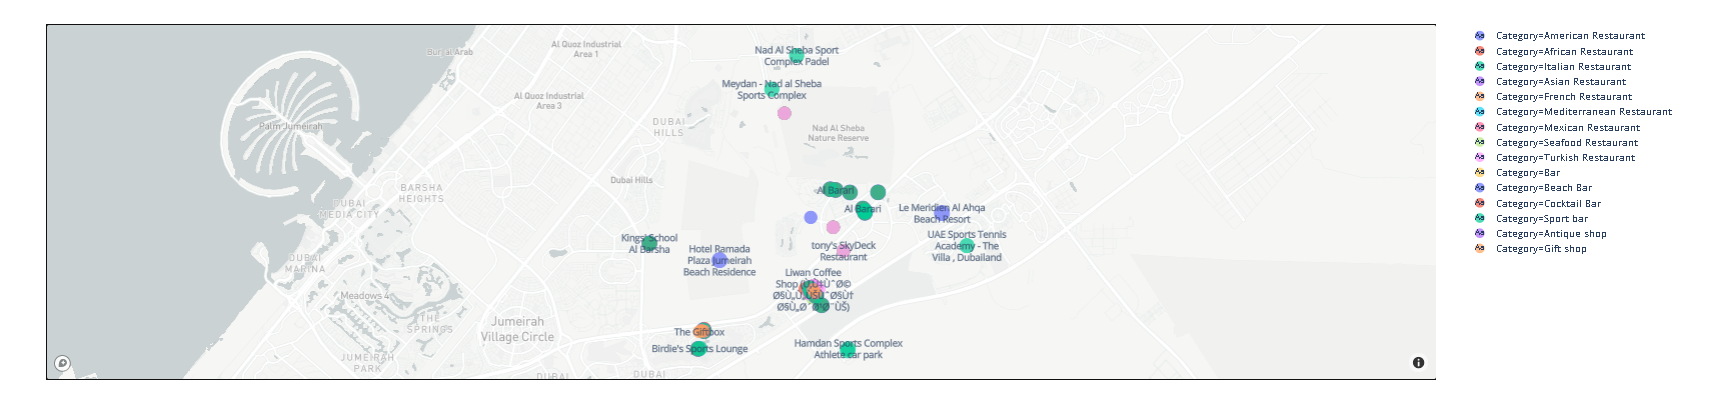 Burj al Arab
Al Quoz Industrial
Area 1
Nad Al Sheba Sport
Complex Padel
Meydan - Nad al Sheba
Sports Complex
Al Quoz Industrial
Area 3
Palm Jumeirah
DUBAI
HILLS
Nad Al Sheba
Nature Reserve
Dubai Hills
BARSHA
HEIGHTS
DUBAI
MEDIA CITY
Al Barari
Al Barari
Le Meridien Al Ahqa
Beach Resort
Kings' School
Al Barsha
Hotel Ramada
Plaza Jumeirah
Beach Residence
tony's SkyDeck
Restaurant
UAE Sports Tennis
Academy - The
Villa , Dubailand
DUBAI
MARINA
Liwan Coffee
Shop
Meadows 4
THE
SPRINGS
Jumeirah
Village Circle
The Giftbox
Birdie's Sports Lounge
Hamdan Sports Complex
Athlete car park
JUMEIRAH
PARK
DUBAI
DUBAI
Category=American Restaurant
Category=African Restaurant
Category=Italian Restaurant
Category=Asian Restaurant
Category=French Restaurant
Category=Mediterranean Restaurant
Category=Mexican Restaurant
Category=Seafood Restaurant
Category=Turkish Restaurant
Category=Bar
Category=Beach Bar
Category=Cocktail Bar
Category=Sport bar
Category=Antique shop
Category=Gift shop